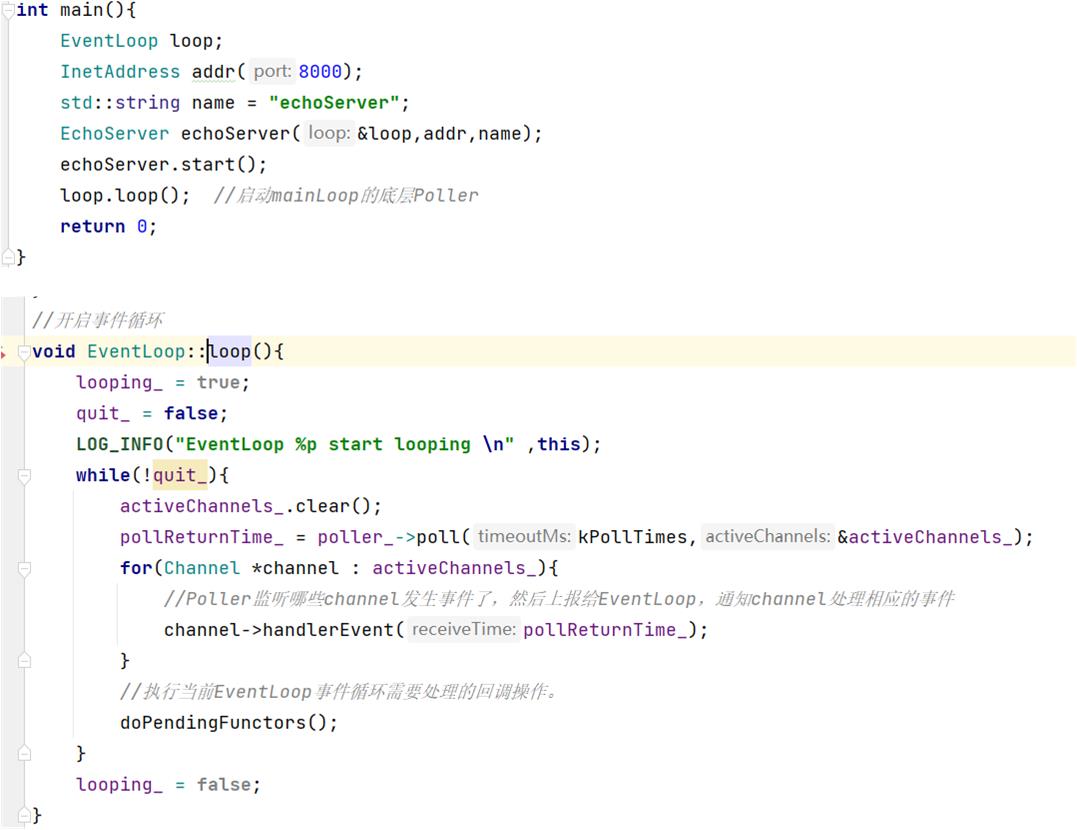 int main(){
EventLoop loop;
InetAddress addr( port: 8000);
std::string name = "echoServer";
EchoServer echoServer( loop: &loop,addr,name);
echoServer.start();
loop.loop(); //启动mainLoop的底层Poller
return 0;
}
//开启事件循环
void EventLoop::loop(){
looping_ = true;
quit_ = false;
LOG_INFO("EventLoop %p start looping \n" ,this);
while(!quit_){
activeChannels_.clear();
pollReturnTime_ = poller_->poll( timeoutMs: kPollTimes, activeChannels: &activeChannels_);
for(Channel *channel : activeChannels_){
//Poller监听哪些channel发生事件了，然后上报给EventLoop，通知channel处理相应的事件
channel->handlerEvent( receiveTime: pollReturnTime_);
}
//执行当前EventLoop事件循环需要处理的回调操作。
doPendingFunctors();
}
looping_ = false;
}